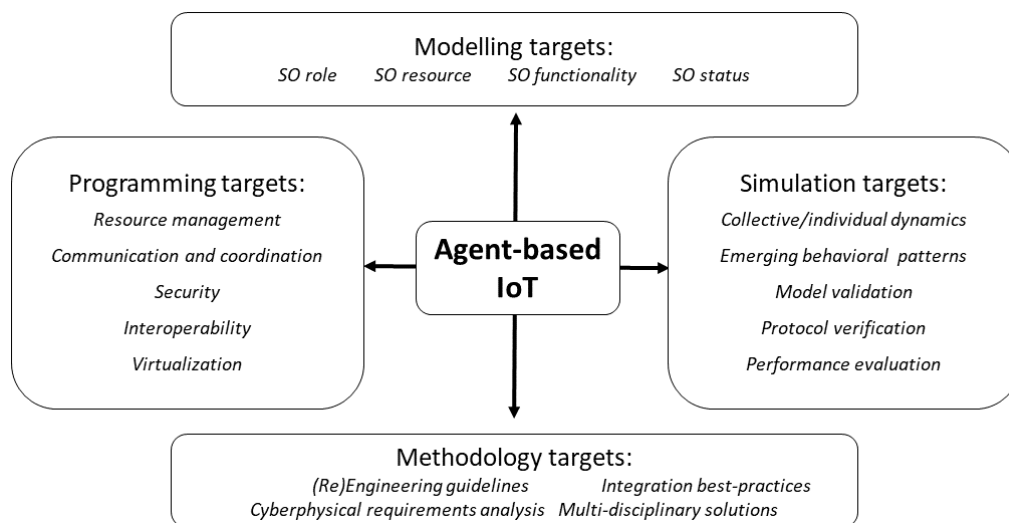 Modelling targets:
SO role SO resource SO functionality SO status
Programming targets:
Resource management
Communication and coordination
Security
Interoperability
Virtualization
Agent-based
IoT
Simulation targets:
Collective/individual dynamics
Emerging behavioral patterns
Model validation
Protocol verification
Performance evaluation
Methodology targets:
(Re)Engineering guidelines Integration best-practices
Cyberphysical requirements analysis Multi-disciplinary solutions